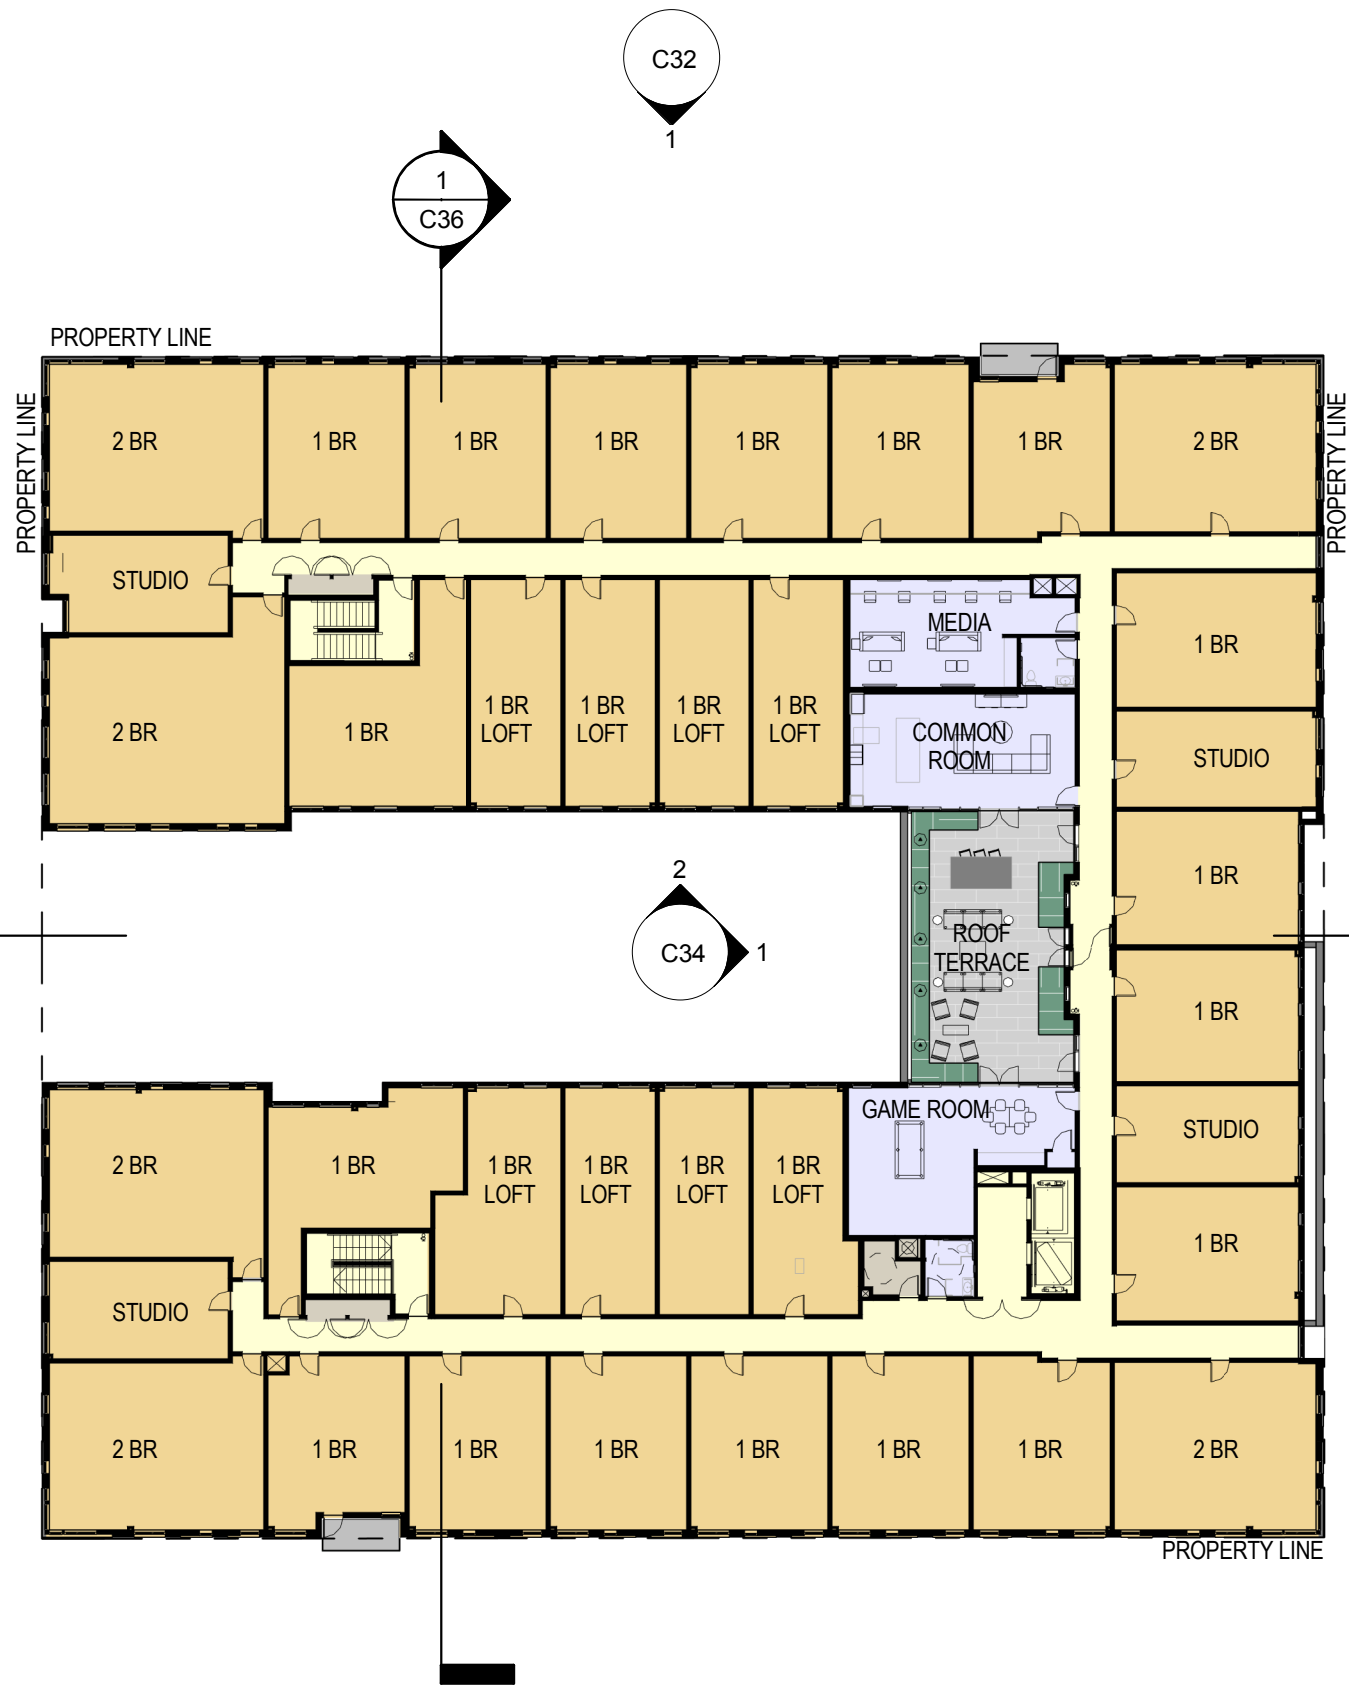 C32
1
1
C36
PROPERTY LINE
PROPERTY LINE
PROPERTY LINE
2 BR
1 BR
1 BR
1 BR
1 BR
1 BR
1 BR
2 BR
STUDIO
MEDIA
1 BR
2 BR
1 BR
1 BR
LOFT
1 BR
LOFT
1 BR
LOFT
1 BR
LOFT
COMMON
ROOM
STUDIO
1 BR
2
C34
1
ROOF
TERRACE
1 BR
GAME ROOM
STUDIO
2 BR
1 BR
1 BR
LOFT
1 BR
LOFT
1 BR
LOFT
1 BR
LOFT
1 BR
STUDIO
2 BR
1 BR
1 BR
1 BR
1 BR
1 BR
1 BR
2 BR
PROPERTY LINE